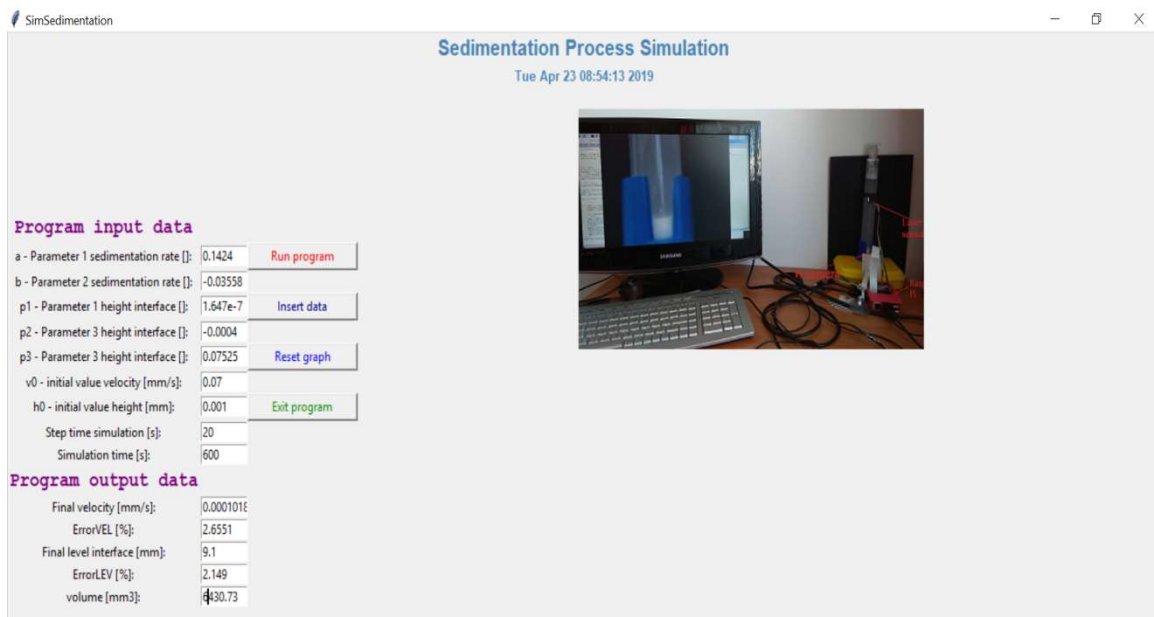 SimSedimentation
Sedimentation Process Simulation
Tue Apr 23 08:54:13 2019
Program input data
a - Parameter 1 sedimentation rate []: 0.1424 Run program
b - Parameter 2 sedimentation rate []: -0.03558
p1 - Parameter 1 height interface []: 1.647e-7 Insert data
p2 - Parameter 3 height interface []: -0.0004
p3 - Parameter 3 height interface []: 0.07525 Reset graph
v0 - initial value velocity [mm/s]: 0.07
h0 - initial value height [mm]: 0.001 Exit program
Step time simulation [s]: 20
Simulation time [s]: 600
Program output data
Final velocity [mm/s]: 0.0001018
ErrorVEL [%]: 2.6551
Final level interface [mm]: 9.1
ErrorLEV [%]: 2.149
volume [mm3]: 6430.73
SAMSUNG